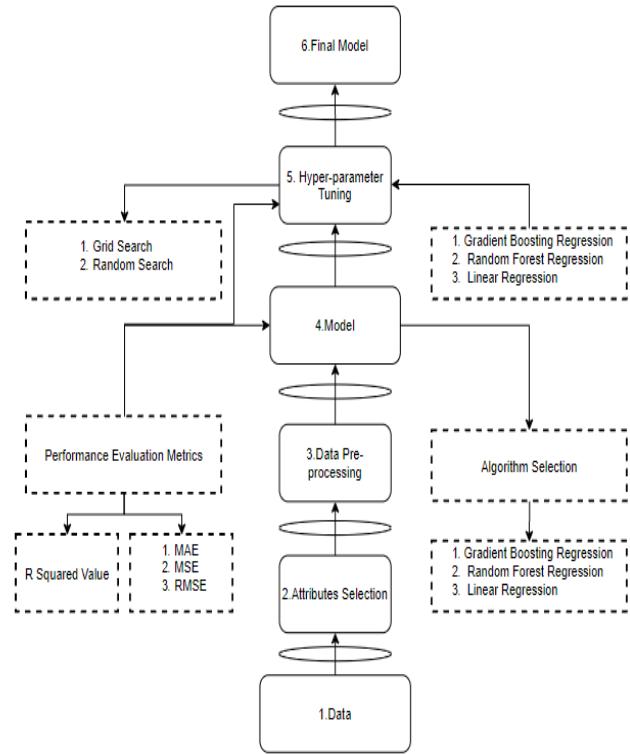 6.Final Model
5. Hyper-parameter
Tuning
1. Grid Search
2. Random Search
1. Gradient Boosting Regression
2. Random Forest Regression
3. Linear Regression
4.Model
Performance Evaluation Metrics
3.Data Pre-
processing
Algorithm Selection
R Squared Value
1. MAE
2. MSE
3. RMSE
2.Attributes Selection
1. Gradient Boosting Regression
2. Random Forest Regression
3. Linear Regression
1.Data